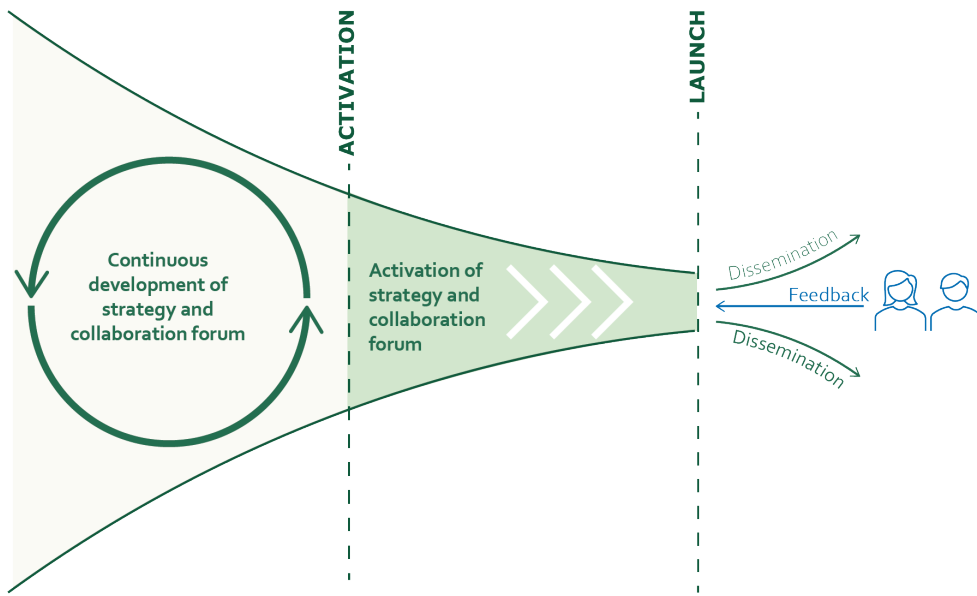 ACTIVATION
LAUNCH
Continuous
development of
strategy and
collaboration forum
Activation of
strategy and
collaboration
forum
Dissemination
Feedback
Dissemination